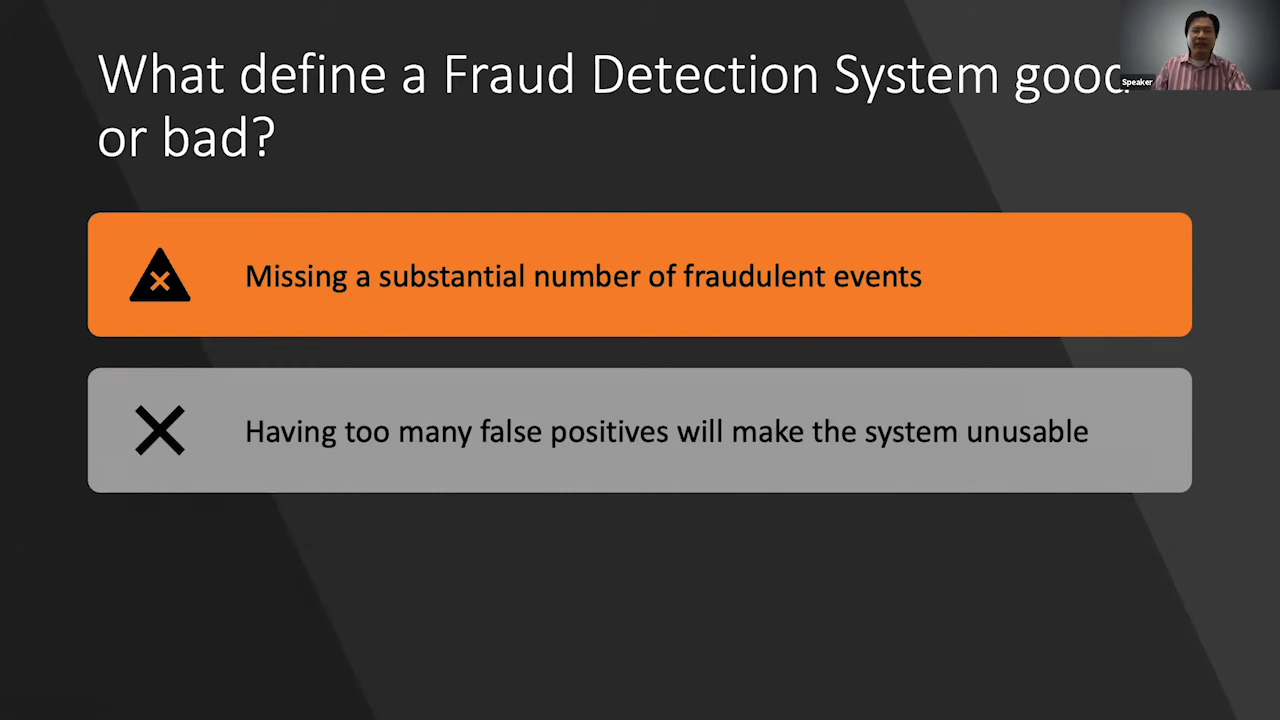 What define a Fraud Detection System good
or bad?
Speaker
Missing a substantial number of fraudulent events
Having too many false positives will make the system unusable